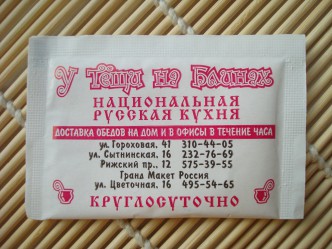 У Тёщи на Блинах
НАЦИОНАЛЬНАЯ
РУССКАЯ КУХНЯ
ДОСТАВКА ОБЕДОВ НА ДОМ И В ОФИСЫ В ТЕЧЕНИЕ ЧАСА
ул. Гороховая, 41 310-44-05
ул. Сытнинская, 16 232-76-69
Рижский пр., 12 575-39-55
Гранд Макет Россия
ул. Цветочная, 16 495-54-65
КРУГЛОСУТОЧНО